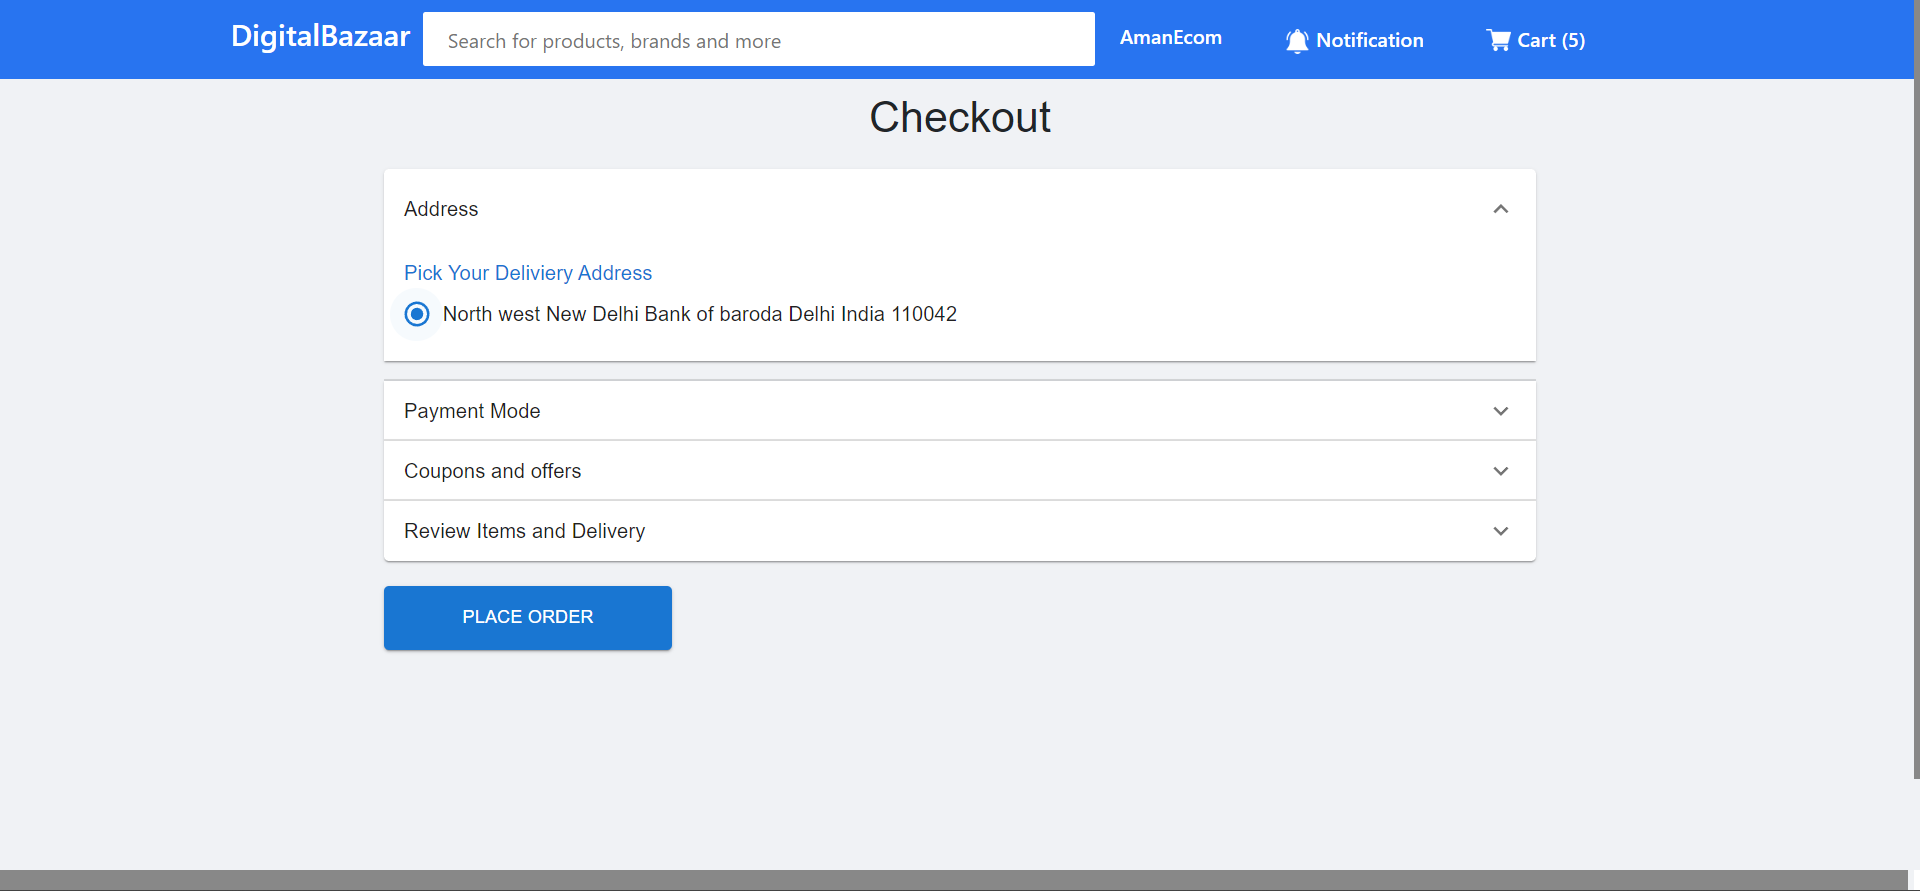 DigitalBazaar Search for products, brands and more AmanEcom Notification Cart (5)
Checkout
Address
Pick Your Deliviery Address
North west New Delhi Bank of baroda Delhi India 110042
Payment Mode
Coupons and offers
Review Items and Delivery
PLACE ORDER